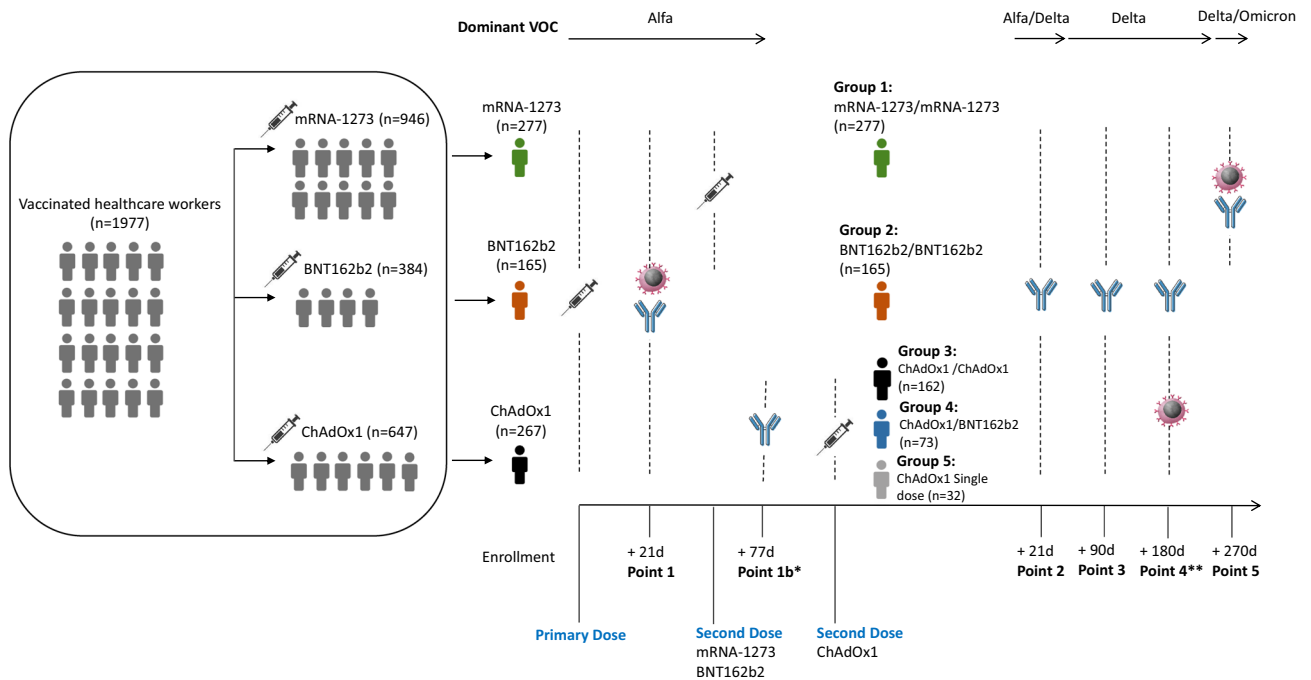 Dominant VOC
Alfa
Alfa/Delta
Delta
Delta/Omicron
Vaccinated healthcare workers
(n=1977)
mRNA-1273 (n=946)
BNT162b2 (n=384)
ChAdOx1 (n=647)
mRNA-1273
(n=277)
BNT162b2
(n=165)
ChAdOx1
(n=267)
Group 1:
mRNA-1273/mRNA-1273
(n=277)
Group 2:
BNT162b2/BNT162b2
(n=165)
Group 3:
ChAdOx1 /ChAdOx1
(n=162)
Group 4:
ChAdOx1/BNT162b2
(n=73)
Group 5:
ChAdOx1 Single
dose (n=32)
Enrollment
+ 21d
Point 1
+ 77d
Point 1b*
+ 21d
Point 2
+ 90d
Point 3
+ 180d
Point 4**
+ 270d
Point 5
Primary Dose
Second Dose
mRNA-1273
BNT162b2
Second Dose
ChAdOx1